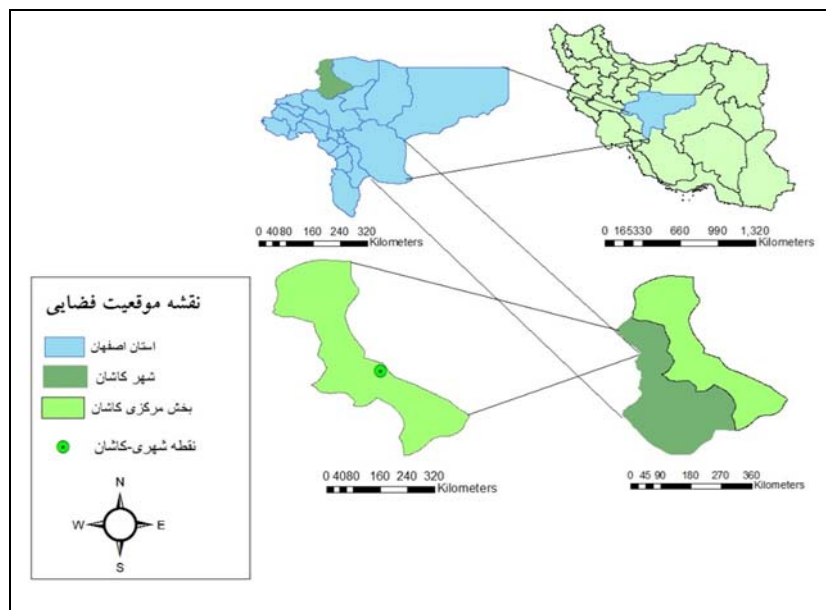 0 4080 160 240 320
Kilometers
0 165330 660 990 1,320
Kilometers
نقشه موقعیت فضایی
استان اصفهان
شهر کاشان
بخش مرکزی کاشان
نقطه شهری-کاشان
N
W E
S
0 4080 160 240 320
Kilometers
0 45 90 180 270 360
Kilometers